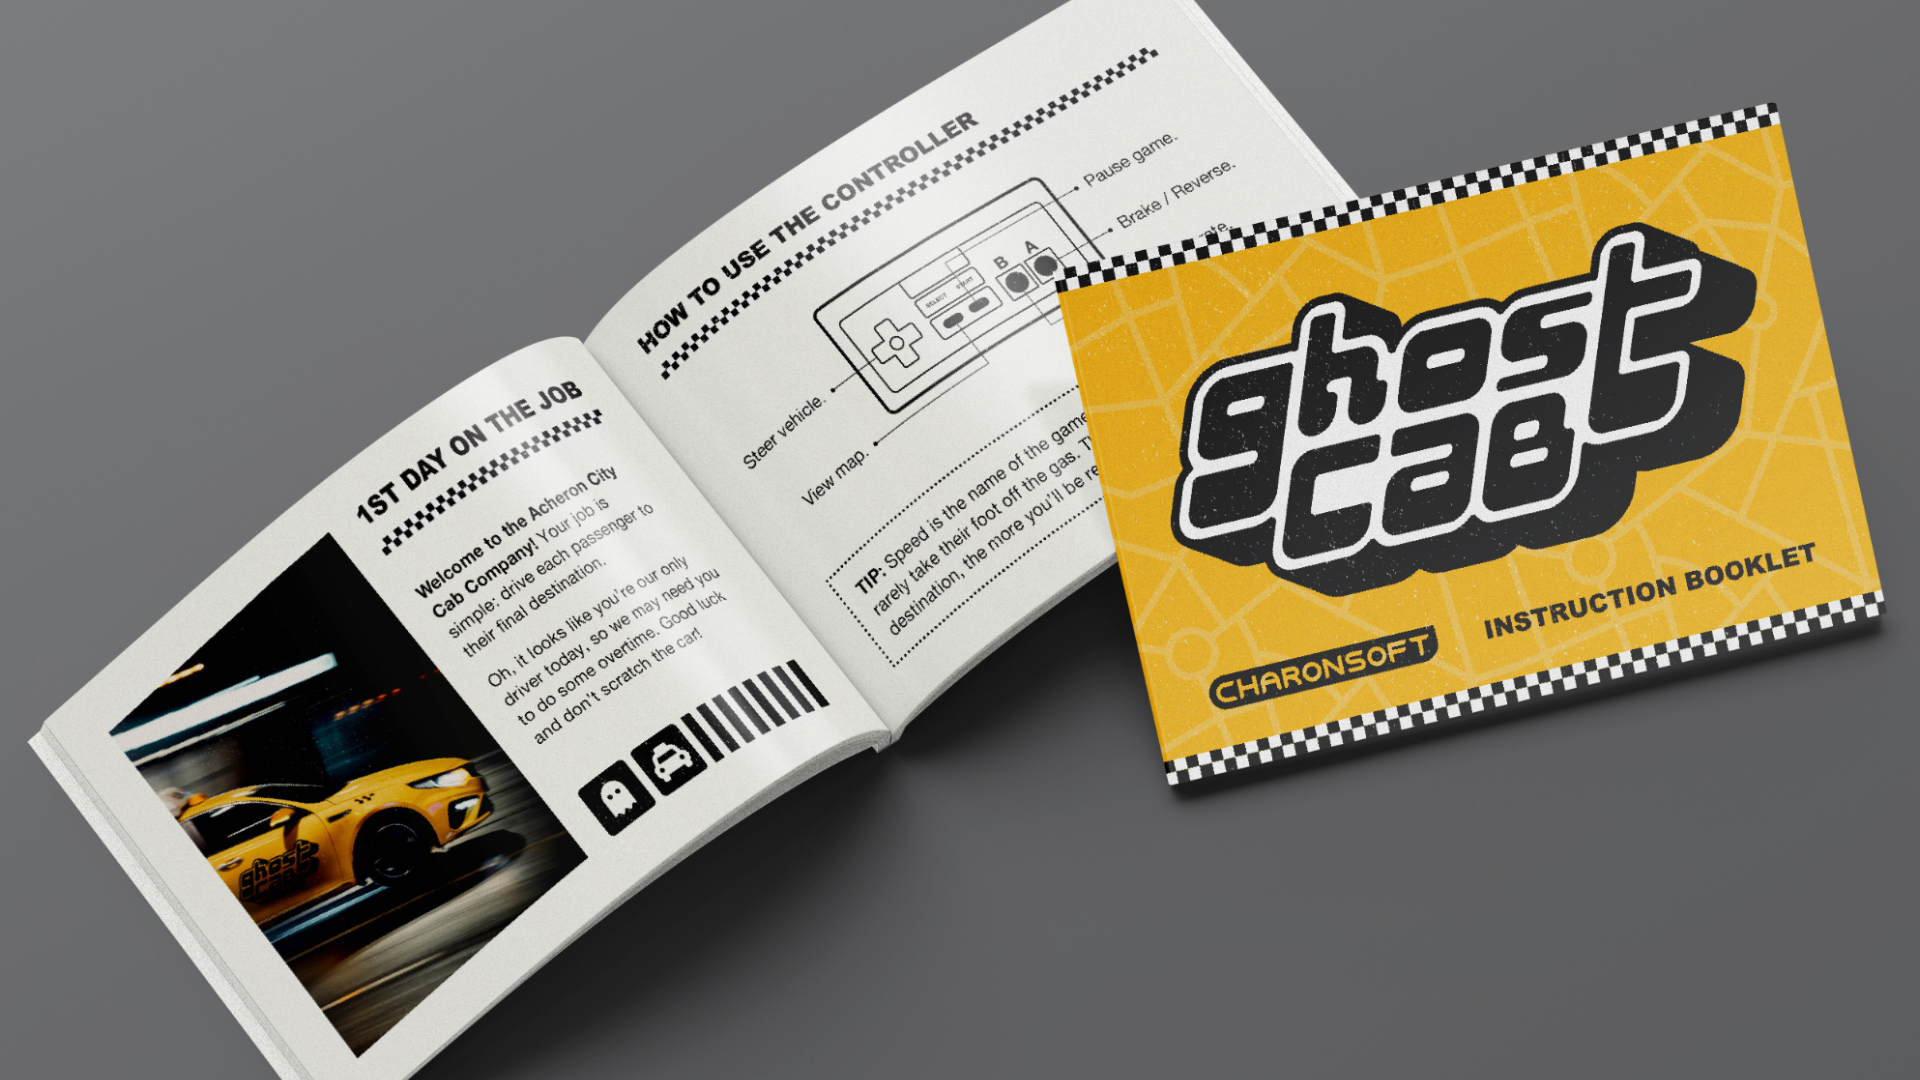 1ST DAY ON THE JOB
Welcome to the Acheron City
Cab Company! Your job is
simple: drive each passenger to
their final destination.
Oh, it looks like you're our only
driver today, so we may need you
to do some overtime. Good luck
and don't scratch the car!
ghost
cab
HOW TO USE THE CONTROLLER
Pause game.
Brake / Reverse.
SELECT START
B A
Steer vehicle.
View map.
TIP: Speed is the name of the game
rarely take their foot off the gas.
destination, the more you'll be
ghost
cab
INSTRUCTION BOOKLET
CHARONSOFT